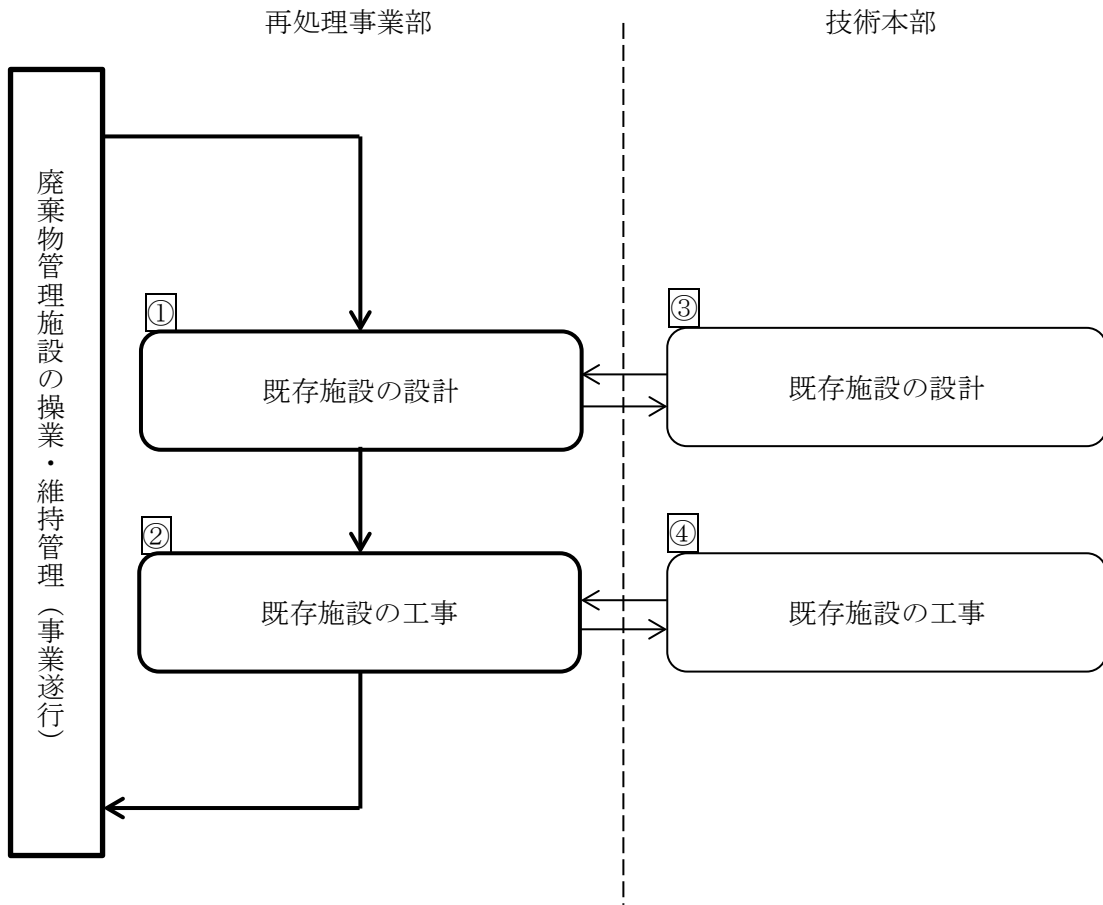 再処理事業部
技術本部
廃棄物管理施設の操業・維持管理（事業遂行）
①
既存施設の設計
③
既存施設の設計
②
既存施設の工事
④
既存施設の工事